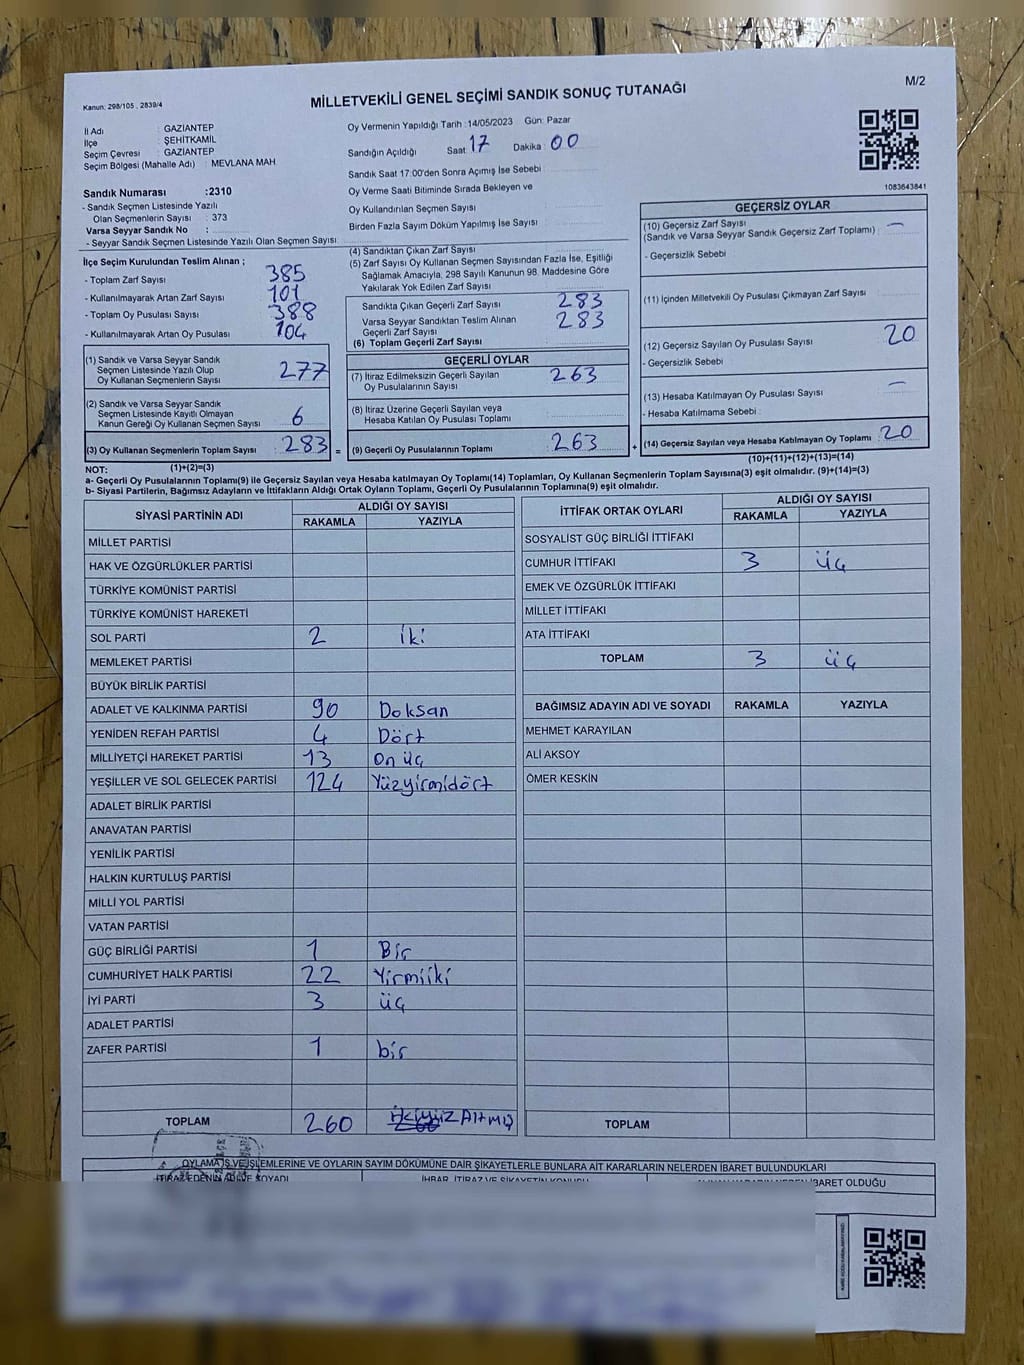 M/2
Kanun: 298/105 , 2839/4
MİLLETVEKİLİ GENEL SEÇİMİ SANDIK SONUÇ TUTANAĞI
İl Adı : GAZİANTEP
İlçe : ŞEHİTKAMİL
Seçim Çevresi : GAZİANTEP
Seçim Bölgesi (Mahalle Adı) : MEVLANA MAH
Sandık Numarası :2310
- Sandık Seçmen Listesinde Yazılı
Olan Seçmenlerin Sayısı : 373
Varsa Seyyar Sandık No :
- Seyyar Sandık Seçmen Listesinde Yazılı Olan Seçmen Sayısı
Oy Vermenin Yapıldığı Tarih :14/05/2023 Gün: Pazar
Sandığın Açıldığı Saat: 17 Dakika: 00
Sandık Saat 17:00'den Sonra Açımış İse Sebebi
Oy Verme Saati Bitiminde Sırada Bekleyen ve
Oy Kullandırılan Seçmen Sayısı
Birden Fazla Sayım Döküm Yapılmış İse Sayısı
1083643841
İlçe Seçim Kurulundan Teslim Alınan ;
- Toplam Zarf Sayısı : 385
- Kullanılmayarak Artan Zarf Sayısı : 101
- Toplam Oy Pusulası Sayısı : 388
- Kullanılmayarak Artan Oy Pusulası : 104
(1) Sandık ve Varsa Seyyar Sandık
Seçmen Listesinde Yazılı Olup
Oy Kullanan Seçmenlerin Sayısı : 277
(2) Sandık ve Varsa Seyyar Sandık
Seçmen Listesinde Kayıtlı Olmayan
Kanun Gereği Oy Kullanan Seçmen Sayısı : 6
(3) Oy Kullanan Seçmenlerin Toplam Sayısı : 283 =
(1)+(2)=(3)
(4) Sandıktan Çıkan Zarf Sayısı
(5) Zarf Sayısı Oy Kullanan Seçmen Sayısından Fazla İse, Eşitliği
Sağlamak Amacıyla, 298 Sayılı Kanunun 98. Maddesine Göre
Yakılarak Yok Edilen Zarf Sayısı :
Sandıkta Çıkan Geçerli Zarf Sayısı : 283
Varsa Seyyar Sandıktan Teslim Alınan
Geçerli Zarf Sayısı : 283
(6) Toplam Geçerli Zarf Sayısı
GEÇERLİ OYLAR
(7) İtiraz Edilmeksizin Geçerli Sayılan
Oy Pusulalarının Sayısı : 263
(8) İtiraz Üzerine Geçerli Sayılan veya
Hesaba Katılan Oy Pusulası Toplamı
(9) Geçerli Oy Pusulalarının Toplamı : 263 +
GEÇERSİZ OYLAR
(10) Geçersiz Zarf Sayısı
(Sandık ve Varsa Seyyar Sandık Geçersiz Zarf Toplamı) : —
- Geçersizlik Sebebi
(11) İçinden Milletvekili Oy Pusulası Çıkmayan Zarf Sayısı
(12) Geçersiz Sayılan Oy Pusulası Sayısı : 20
- Geçersizlik Sebebi
(13) Hesaba Katılmayan Oy Pusulası Sayısı : —
- Hesaba Katılmama Sebebi :
(14) Geçersiz Sayılan veya Hesaba Katılmayan Oy Toplamı : 20
(10)+(11)+(12)+(13)=(14)
NOT:
a- Geçerli Oy Pusulalarının Toplamı(9) ile Geçersiz Sayılan veya Hesaba katılmayan Oy Toplamı(14) Toplamları, Oy Kullanan Seçmenlerin Toplam Sayısına(3) eşit olmalıdır. (9)+(14)=(3)
b- Siyasi Partilerin, Bağımsız Adayların ve İttifakların Aldığı Ortak Oyların Toplamı, Geçerli Oy Pusulalarının Toplamına(9) eşit olmalıdır.
SİYASİ PARTİNİN ADI ALDIĞI OY SAYISI
RAKAMLA YAZIYLA
MİLLET PARTİSİ
HAK VE ÖZGÜRLÜKLER PARTİSİ
TÜRKİYE KOMÜNİST PARTİSİ
TÜRKİYE KOMÜNİST HAREKETİ
SOL PARTİ 2 iki
MEMLEKET PARTİSİ
BÜYÜK BİRLİK PARTİSİ
ADALET VE KALKINMA PARTİSİ 90 Doksan
YENİDEN REFAH PARTİSİ 4 Dört
MİLLİYETÇİ HAREKET PARTİSİ 13 On üç
YEŞİLLER VE SOL GELECEK PARTİSİ 124 Yüzyirmidört
ADALET BİRLİK PARTİSİ
ANAVATAN PARTİSİ
YENİLİK PARTİSİ
HALKIN KURTULUŞ PARTİSİ
MİLLİ YOL PARTİSİ
VATAN PARTİSİ
GÜÇ BİRLİĞİ PARTİSİ 1 Bir
CUMHURİYET HALK PARTİSİ 22 Yirmiiki
İYİ PARTİ 3 üç
ADALET PARTİSİ
ZAFER PARTİSİ 1 bir
TOPLAM 260 İkiyüz Altmış
İTTİFAK ORTAK OYLARI ALDIĞI OY SAYISI
RAKAMLA YAZIYLA
SOSYALİST GÜÇ BİRLİĞİ İTTİFAKI
CUMHUR İTTİFAKI 3 üç
EMEK VE ÖZGÜRLÜK İTTİFAKI
MİLLET İTTİFAKI
ATA İTTİFAKI
TOPLAM 3 üç
BAĞIMSIZ ADAYIN ADI VE SOYADI RAKAMLA YAZIYLA
MEHMET KARAYILAN
ALİ AKSOY
ÖMER KESKİN
TOPLAM
OYLAMA İŞ VE İŞLEMLERİNE VE OYLARIN SAYIM DÖKÜMÜNE DAİR ŞİKAYETLERLE BUNLARA AİT KARARLARIN NELERDEN İBARET BULUNDUKLARI
İTİRAZ EDENİN ADI VE SOYADI İHBAR, İTİRAZ VE ŞİKAYETİN KONUSU İBARET OLDUĞU